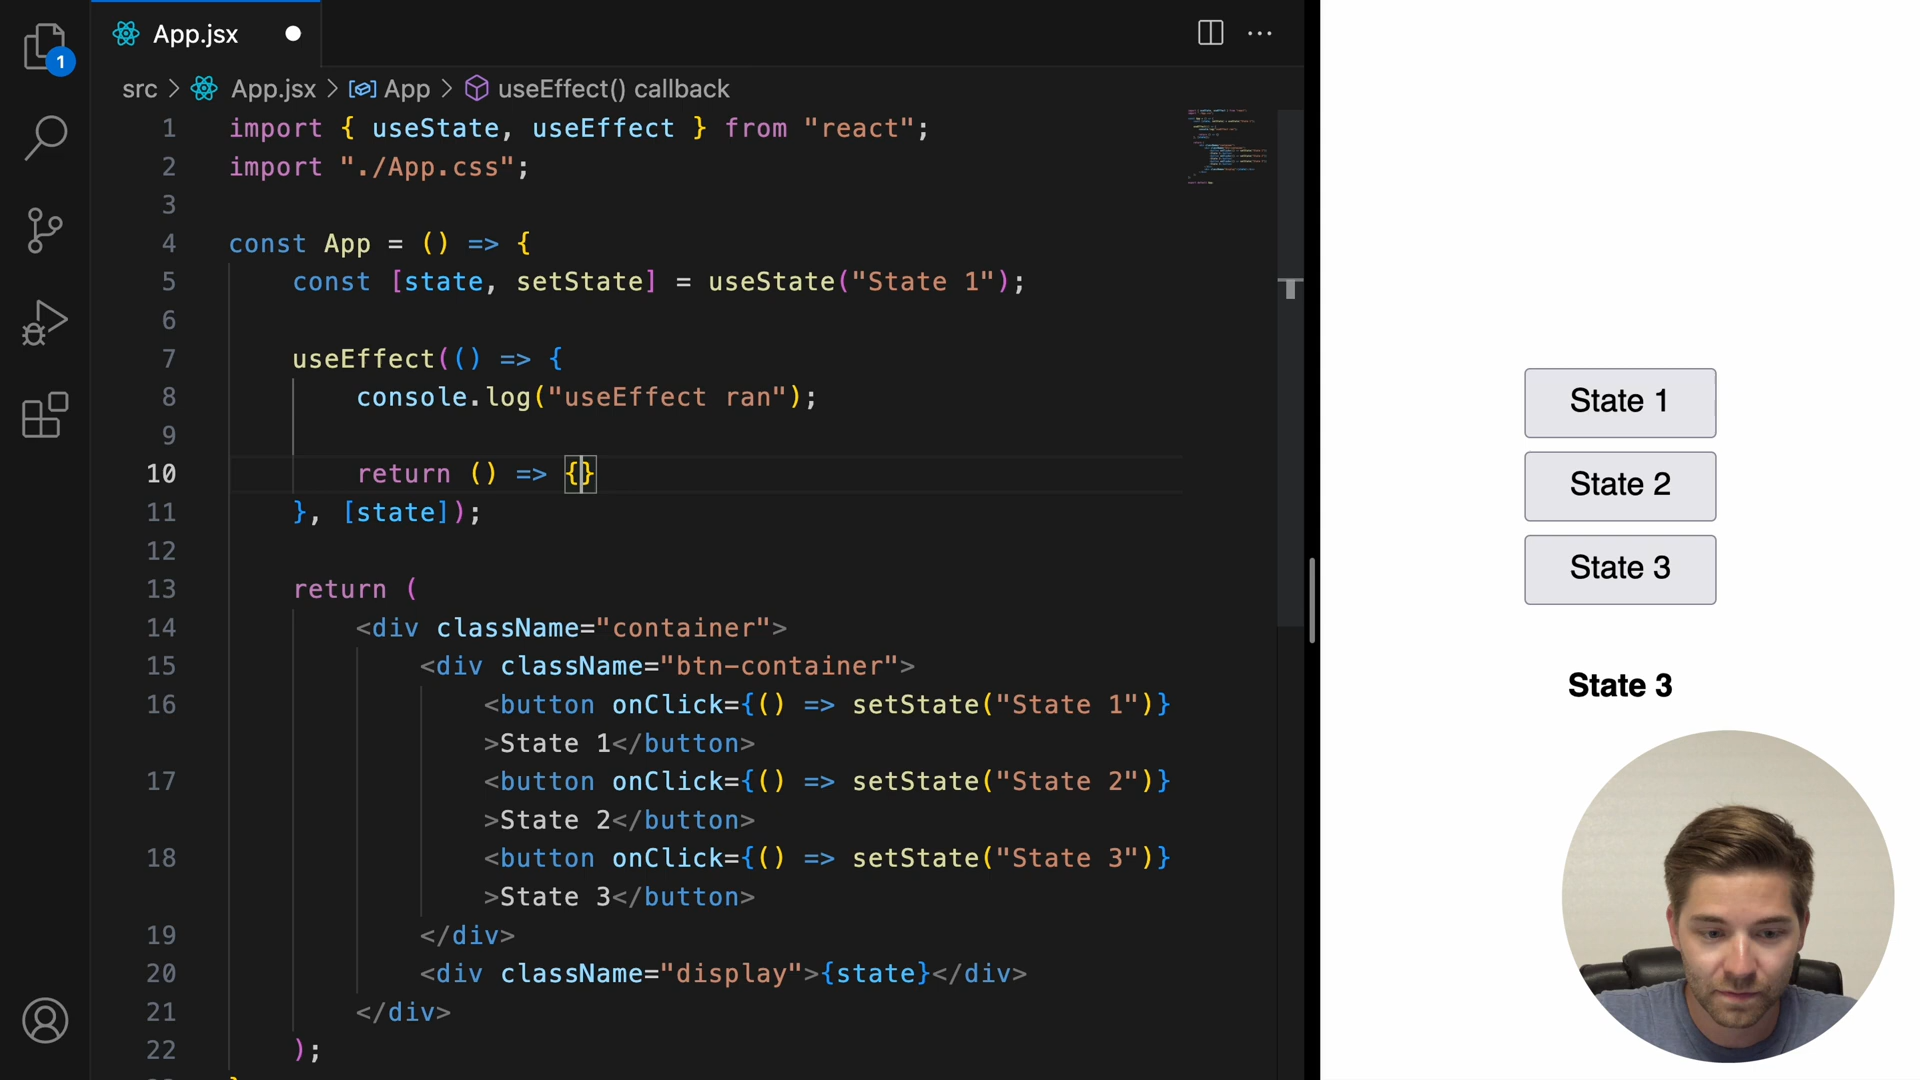 App.jsx
1
src > App.jsx > App > useEffect() callback
1 import { useState, useEffect } from "react";
2 import "./App.css";
3
4 const App = () => {
5 const [state, setState] = useState("State 1");
6
7 useEffect(() => {
8 console.log("useEffect ran");
9
10 return () => {}
11 }, [state]);
12
13 return (
14 <div className="container">
15 <div className="btn-container">
16 <button onClick={() => setState("State 1")}
>State 1</button>
17 <button onClick={() => setState("State 2")}
>State 2</button>
18 <button onClick={() => setState("State 3")}
>State 3</button>
19 </div>
20 <div className="display">{state}</div>
21 </div>
22 );
State 1
State 2
State 3
State 3